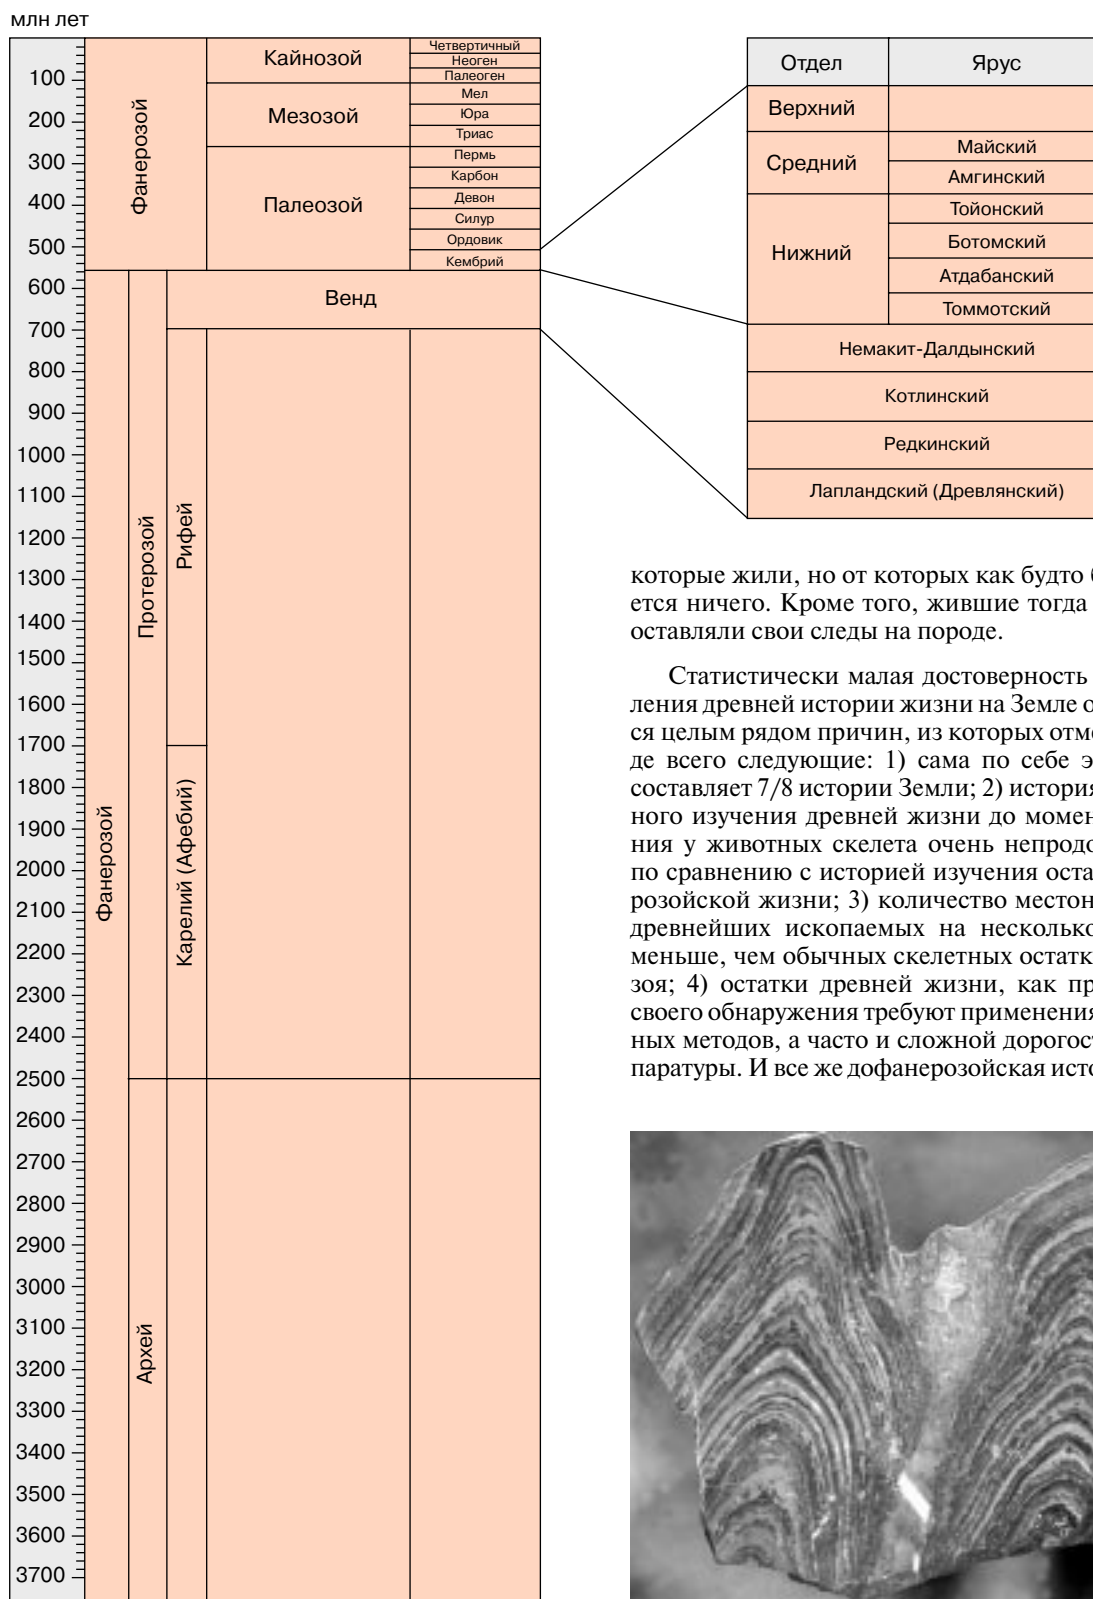 млн лет
100
200
300
400
500
600
700
800
900
1000
1100
1200
1300
1400
1500
1600
1700
1800
1900
2000
2100
2200
2300
2400
2500
2600
2700
2800
2900
3000
3100
3200
3300
3400
3500
3600
3700
Фанерозой
Кайнозой
Четвертичный
Неоген
Палеоген
Мезозой
Мел
Юра
Триас
Палеозой
Пермь
Карбон
Девон
Силур
Ордовик
Кембрий
Фанерозой
Протерозой
Венд
Рифей
Карелий (Афебий)
Архей
Отдел
Ярус
Верхний
Средний
Майский
Амгинский
Нижний
Тойонский
Ботомский
Атдабанский
Томмотский
Немакит-Далдынский
Котлинский
Редкинский
Лапландский (Древлянский)
которые жили, но от которых как будто
ется ничего. Кроме того, жившие тогда
оставляли свои следы на породе.
Статистически малая достоверность
ления древней истории жизни на Земле о
ся целым рядом причин, из которых отм
де всего следующие: 1) сама по себе э
составляет 7/8 истории Земли; 2) история
ного изучения древней жизни до момен
ния у животных скелета очень непродо
по сравнению с историей изучения оста
розойской жизни; 3) количество местон
древнейших ископаемых на несколько
меньше, чем обычных скелетных остатк
зоя; 4) остатки древней жизни, как пр
своего обнаружения требуют применения
ных методов, а часто и сложной дорогост
паратуры. И все же дофанерозойская ист